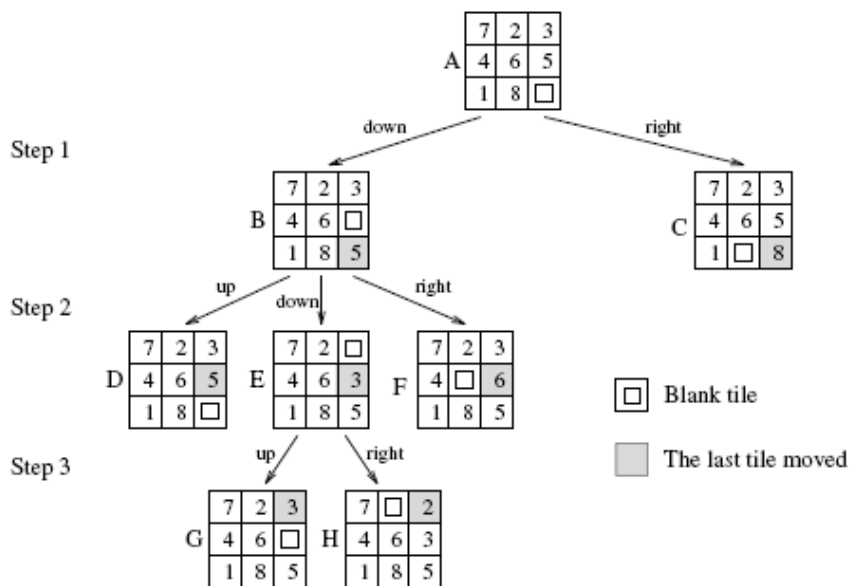 7 2 3
A 4 6 5
1 8
down right
Step 1
7 2 3 7 2 3
B 4 6 C 4 6 5
1 8 5 1 8
up down right
Step 2
7 2 3 7 2 7 2 3
D 4 6 5 E 4 6 3 F 4 6
1 8 1 8 5 1 8 5
Blank tile
up right
Step 3
The last tile moved
7 2 3 7 2
G 4 6 H 4 6 3
1 8 5 1 8 5